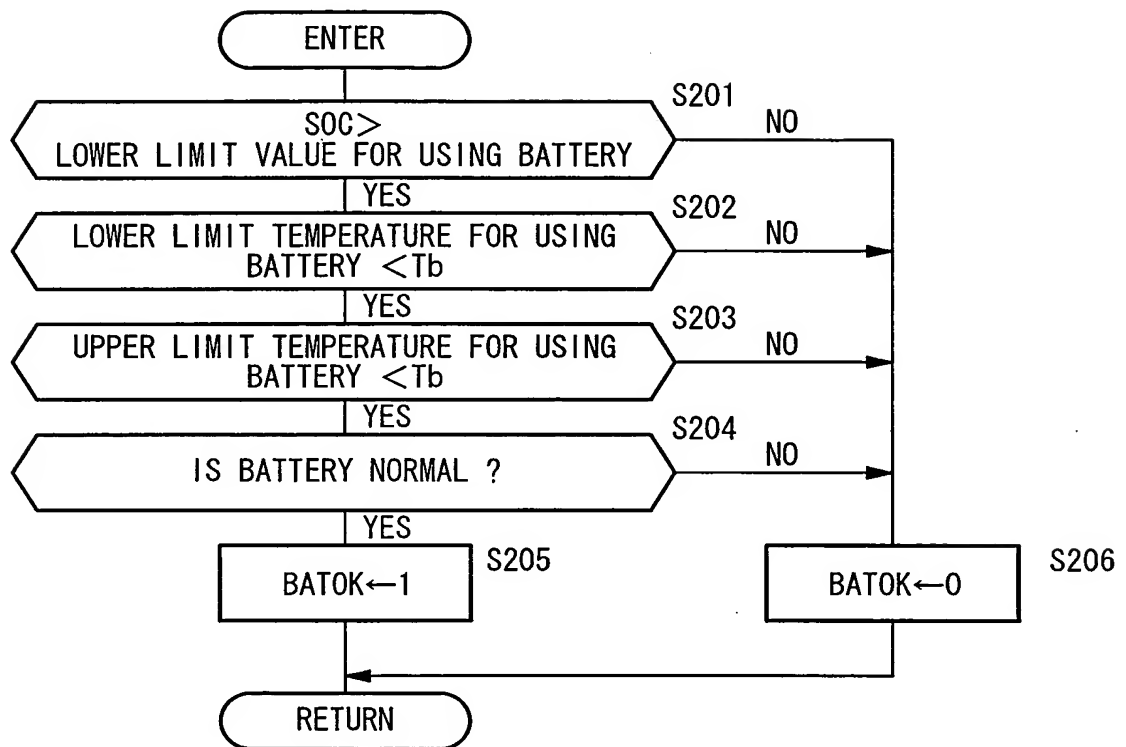 ENTER
S201
SOC>
LOWER LIMIT VALUE FOR USING BATTERY
NO
YES
S202
LOWER LIMIT TEMPERATURE FOR USING
BATTERY <Tb
NO
YES
S203
UPPER LIMIT TEMPERATURE FOR USING
BATTERY <Tb
NO
YES
S204
IS BATTERY NORMAL ?
NO
YES
S205
BATOK←1
S206
BATOK←0
RETURN